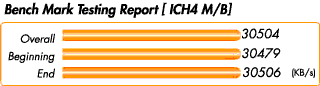 Bench Mark Testing Report [ ICH4 M/B]
Overall 30504
Beginning 30479
End 30506 (KB/s)